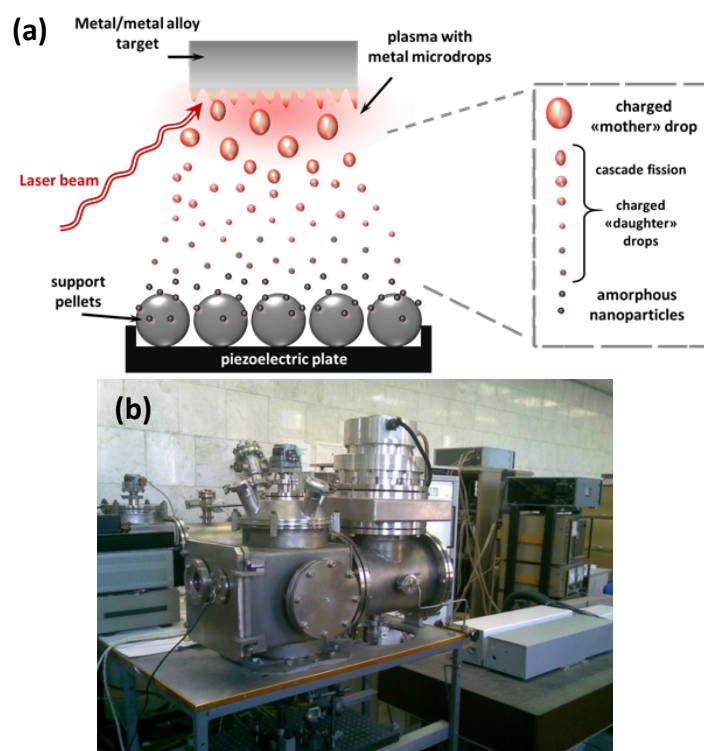 (a)
Metal/metal alloy
target
plasma with
metal microdrops
Laser beam
support
pellets
piezoelectric plate
charged
«mother» drop
cascade fission
charged
«daughter»
drops
amorphous
nanoparticles
(b)